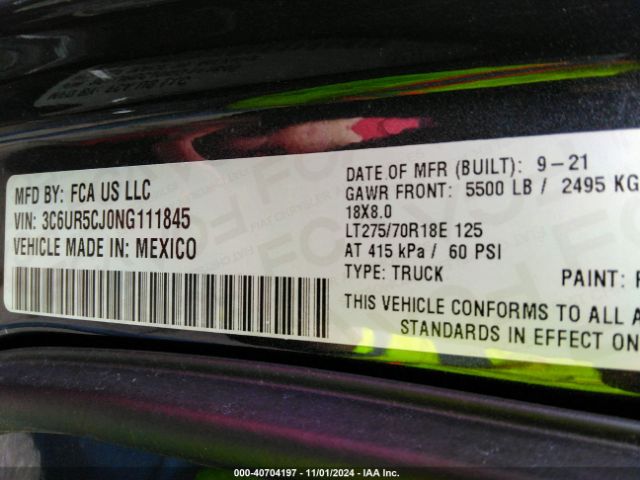 MFD BY: FCA US LLC
VIN: 3C6UR5CJ0NG111845
VEHICLE MADE IN: MEXICO
DATE OF MFR (BUILT): 9-21
GAWR FRONT: 5500 LB / 2495 KG
18X8.0
LT275/70R18E 125
AT 415 kPa / 60 PSI
TYPE: TRUCK PAINT:
THIS VEHICLE CONFORMS TO ALL
STANDARDS IN EFFECT ON
000-40704197 - 11/01/2024 - IAA Inc.